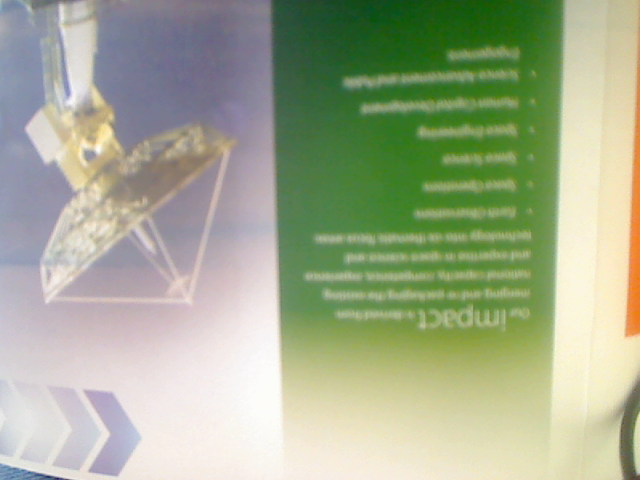 Our impact is derived from
merging and re-packaging the existing
national capacity, competence, experience
and expertise in space science and
technology into six thematic focus areas:
• Earth Observations
• Space Operations
• Space Science
• Space Engineering
• Human Capital Development
• Science Advancement and Public
Engagement